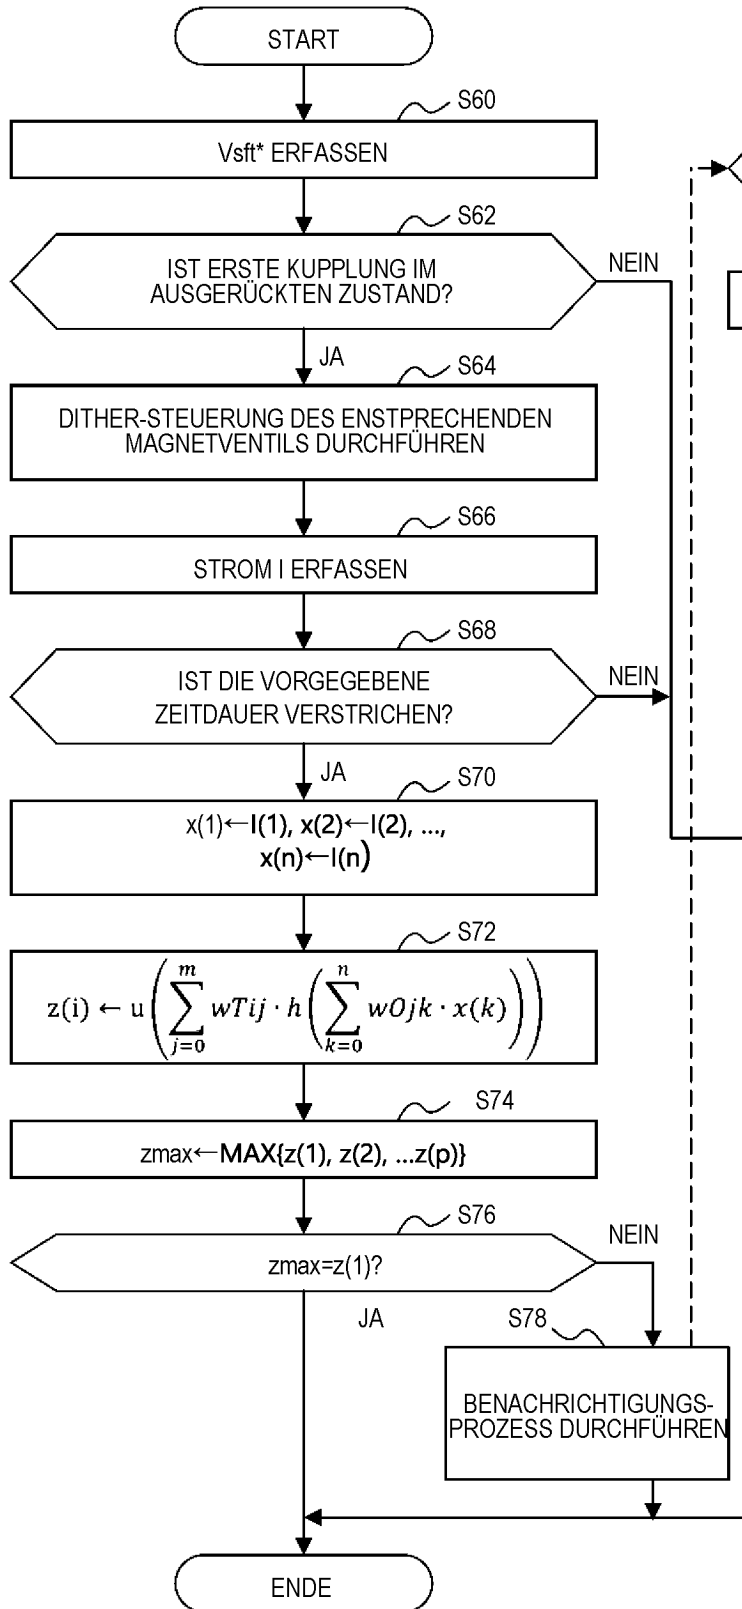 START
S60
Vsft* ERFASSEN
S62
IST ERSTE KUPPLUNG IM
AUSGERÜCKTEN ZUSTAND?
NEIN
JA
S64
DITHER-STEUERUNG DES ENSTPRECHENDEN
MAGNETVENTILS DURCHFÜHREN
S66
STROM I ERFASSEN
S68
IST DIE VORGEGEBENE
ZEITDAUER VERSTRICHEN?
NEIN
JA
S70
x(1)←I(1), x(2)←I(2), ...,
x(n)←I(n)
S72
z(i) ← u(∑_{j=0}^{m} wTij · h(∑_{k=0}^{n} wOjk · x(k)))
S74
zmax←MAX{z(1), z(2), ...z(p)}
S76
zmax=z(1)?
NEIN
JA
S78
BENACHRICHTIGUNGS-
PROZESS DURCHFÜHREN
ENDE